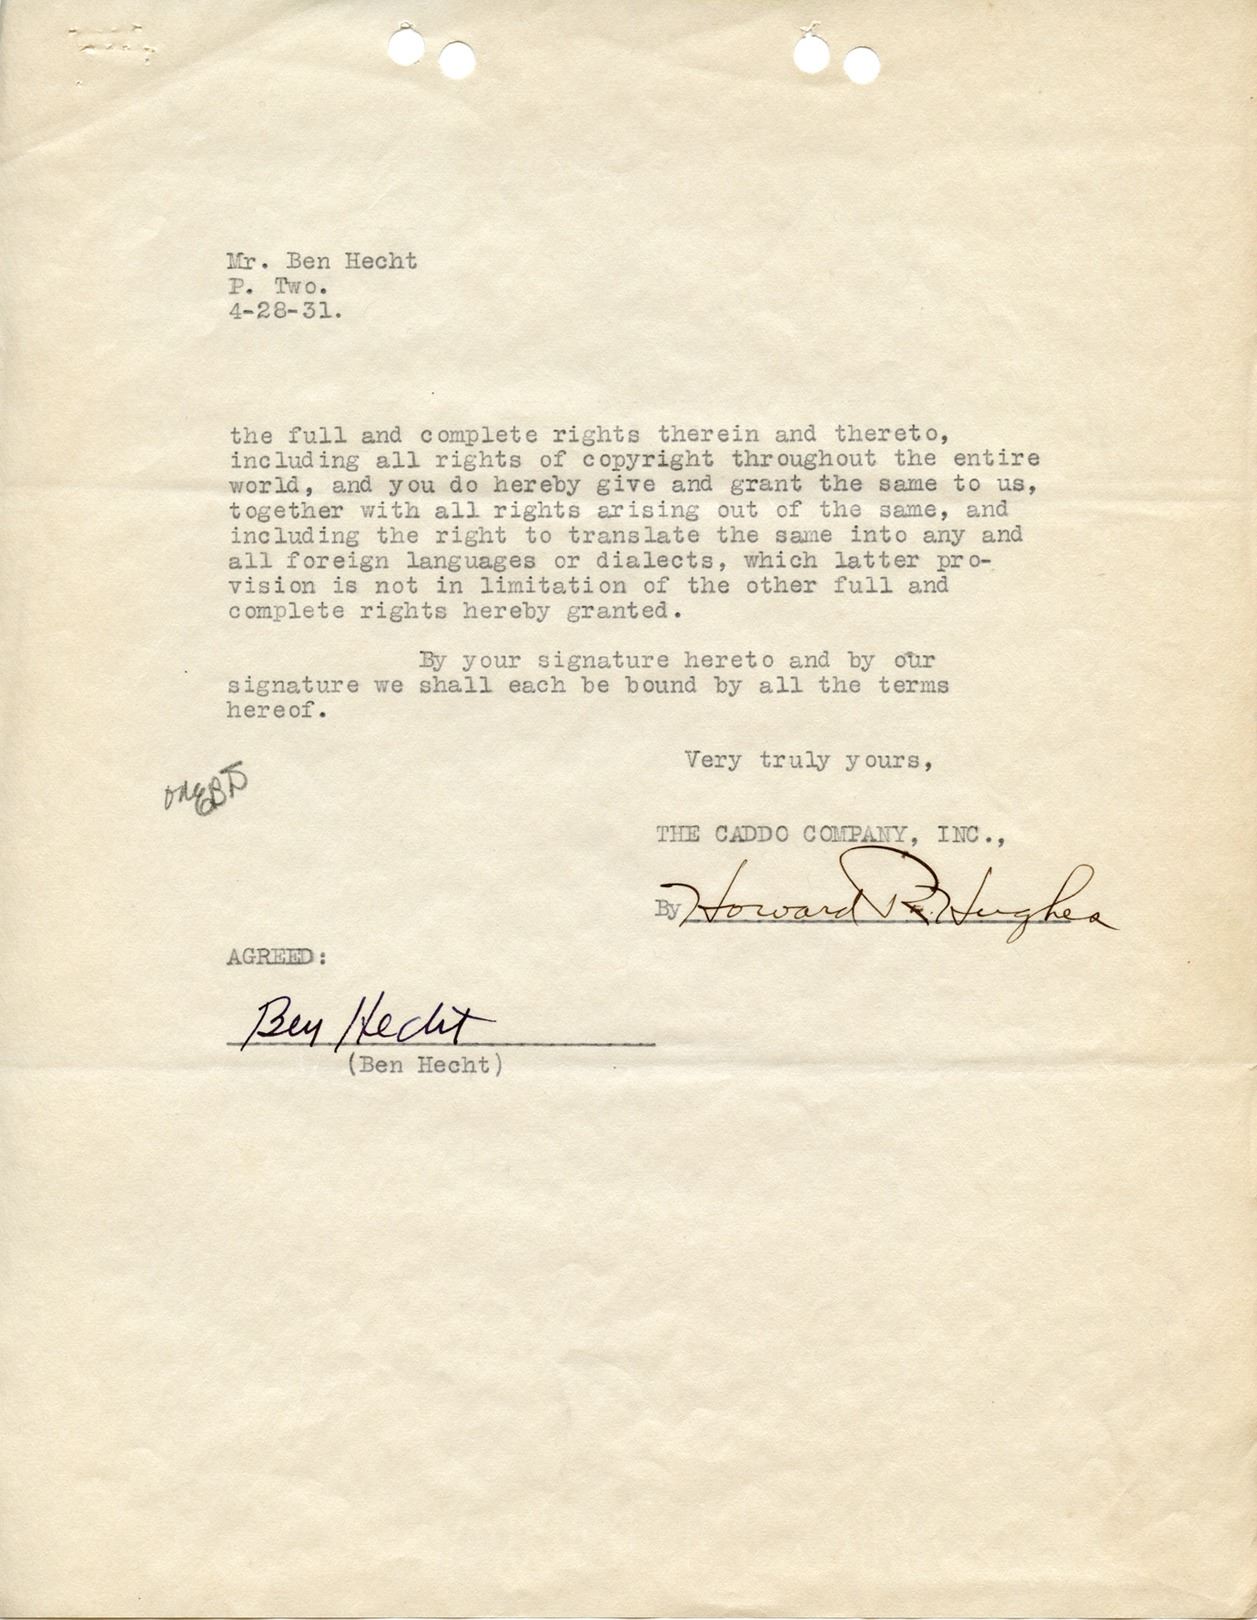 Mr. Ben Hecht
P. Two.
4-28-31.
the full and complete rights therein and thereto,
including all rights of copyright throughout the entire
world, and you do hereby give and grant the same to us,
together with all rights arising out of the same, and
including the right to translate the same into any and
all foreign languages or dialects, which latter pro-
vision is not in limitation of the other full and
complete rights hereby granted.
By your signature hereto and by our
signature we shall each be bound by all the terms
hereof.
Very truly yours,
THE CADDO COMPANY, INC.,
By Howard R. Hughes
AGREED:
Ben Hecht
(Ben Hecht)